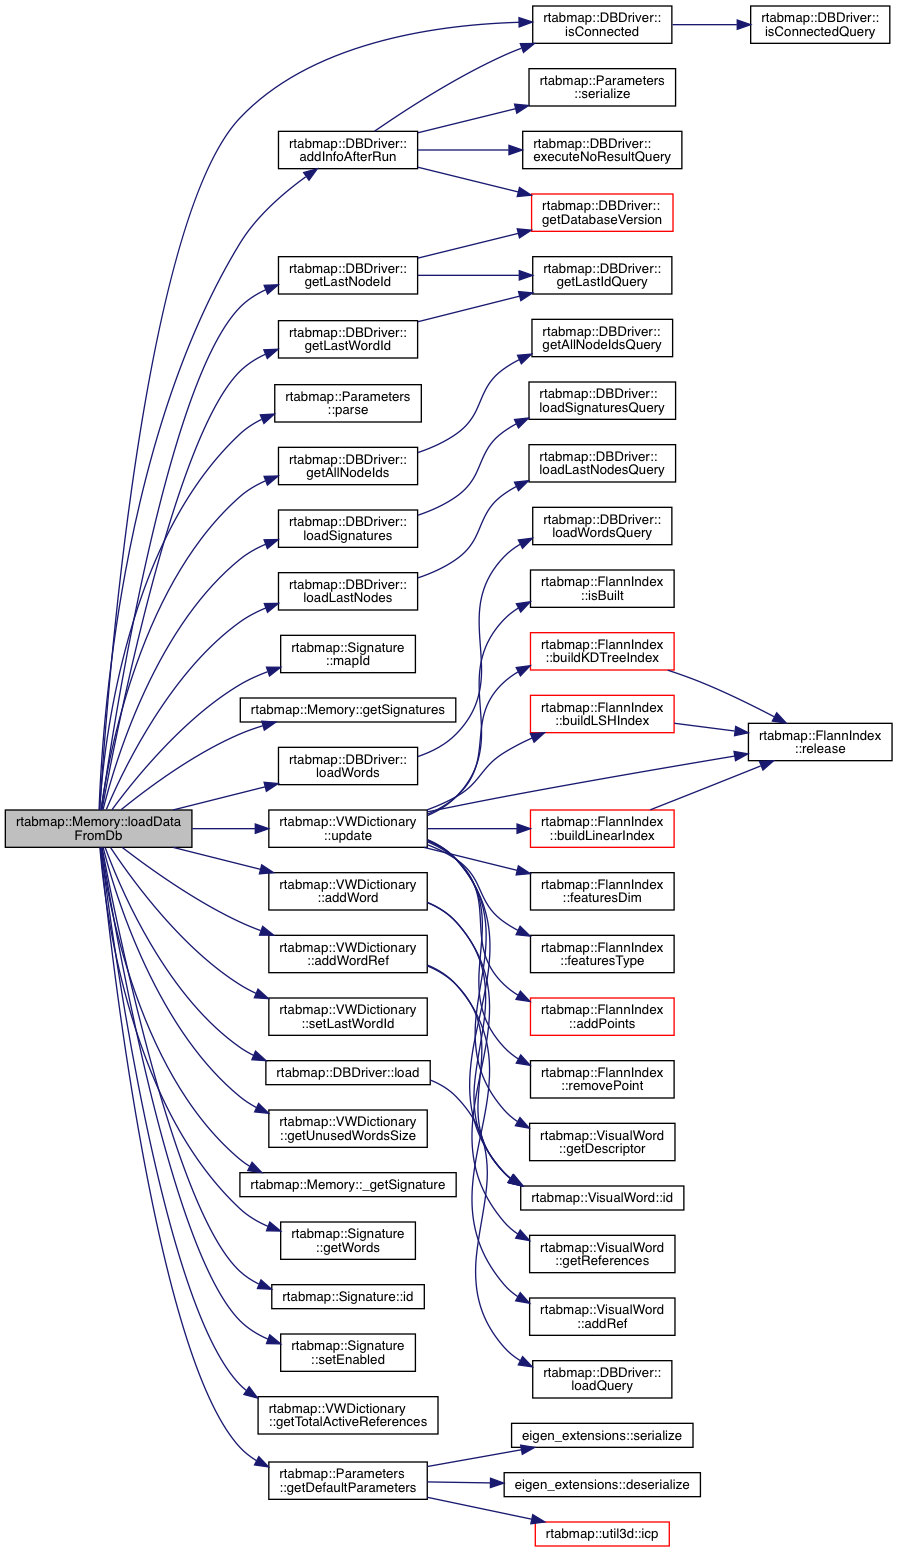 rtabmap::Memory::loadData
FromDb
rtabmap::DBDriver::
isConnected
rtabmap::DBDriver::
isConnectedQuery
rtabmap::Parameters
::serialize
rtabmap::DBDriver::
addInfoAfterRun
rtabmap::DBDriver::
executeNoResultQuery
rtabmap::DBDriver::
getDatabaseVersion
rtabmap::DBDriver::
getLastNodeId
rtabmap::DBDriver::
getLastIdQuery
rtabmap::DBDriver::
getLastWordId
rtabmap::DBDriver::
getAllNodeIdsQuery
rtabmap::Parameters
::parse
rtabmap::DBDriver::
loadSignaturesQuery
rtabmap::DBDriver::
getAllNodeIds
rtabmap::DBDriver::
loadLastNodesQuery
rtabmap::DBDriver::
loadSignatures
rtabmap::DBDriver::
loadWordsQuery
rtabmap::DBDriver::
loadLastNodes
rtabmap::FlannIndex
::isBuilt
rtabmap::Signature
::mapId
rtabmap::FlannIndex
::buildKDTreeIndex
rtabmap::Memory::getSignatures
rtabmap::FlannIndex
::buildLSHIndex
rtabmap::FlannIndex
::release
rtabmap::DBDriver::
loadWords
rtabmap::VWDictionary
::update
rtabmap::FlannIndex
::buildLinearIndex
rtabmap::VWDictionary
::addWord
rtabmap::FlannIndex
::featuresDim
rtabmap::VWDictionary
::addWordRef
rtabmap::FlannIndex
::featuresType
rtabmap::VWDictionary
::setLastWordId
rtabmap::FlannIndex
::addPoints
rtabmap::DBDriver::load
rtabmap::FlannIndex
::removePoint
rtabmap::VWDictionary
::getUnusedWordsSize
rtabmap::VisualWord
::getDescriptor
rtabmap::Memory::_getSignature
rtabmap::VisualWord::id
rtabmap::Signature
::getWords
rtabmap::VisualWord
::getReferences
rtabmap::Signature::id
rtabmap::VisualWord
::addRef
rtabmap::Signature
::setEnabled
rtabmap::DBDriver::
loadQuery
rtabmap::VWDictionary
::getTotalActiveReferences
eigen_extensions::serialize
rtabmap::Parameters
::getDefaultParameters
eigen_extensions::deserialize
rtabmap::util3d::icp